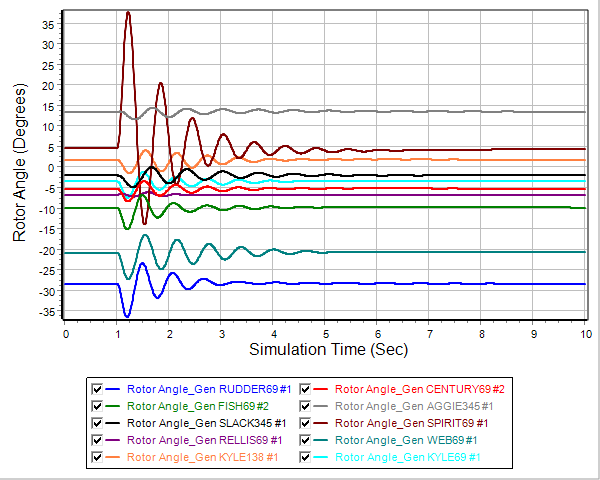 Rotor Angle (Degrees)
35
30
25
20
15
10
5
0
-5
-10
-15
-20
-25
-30
-35
0 1 2 3 4 5 6 7 8 9 10
Simulation Time (Sec)
Rotor Angle_Gen RUDDER69 #1 Rotor Angle_Gen CENTURY69 #2
Rotor Angle_Gen FISH69 #2 Rotor Angle_Gen AGGIE345 #1
Rotor Angle_Gen SLACK345 #1 Rotor Angle_Gen SPIRIT69 #1
Rotor Angle_Gen RELLIS69 #1 Rotor Angle_Gen WEB69 #1
Rotor Angle_Gen KYLE138 #1 Rotor Angle_Gen KYLE69 #1